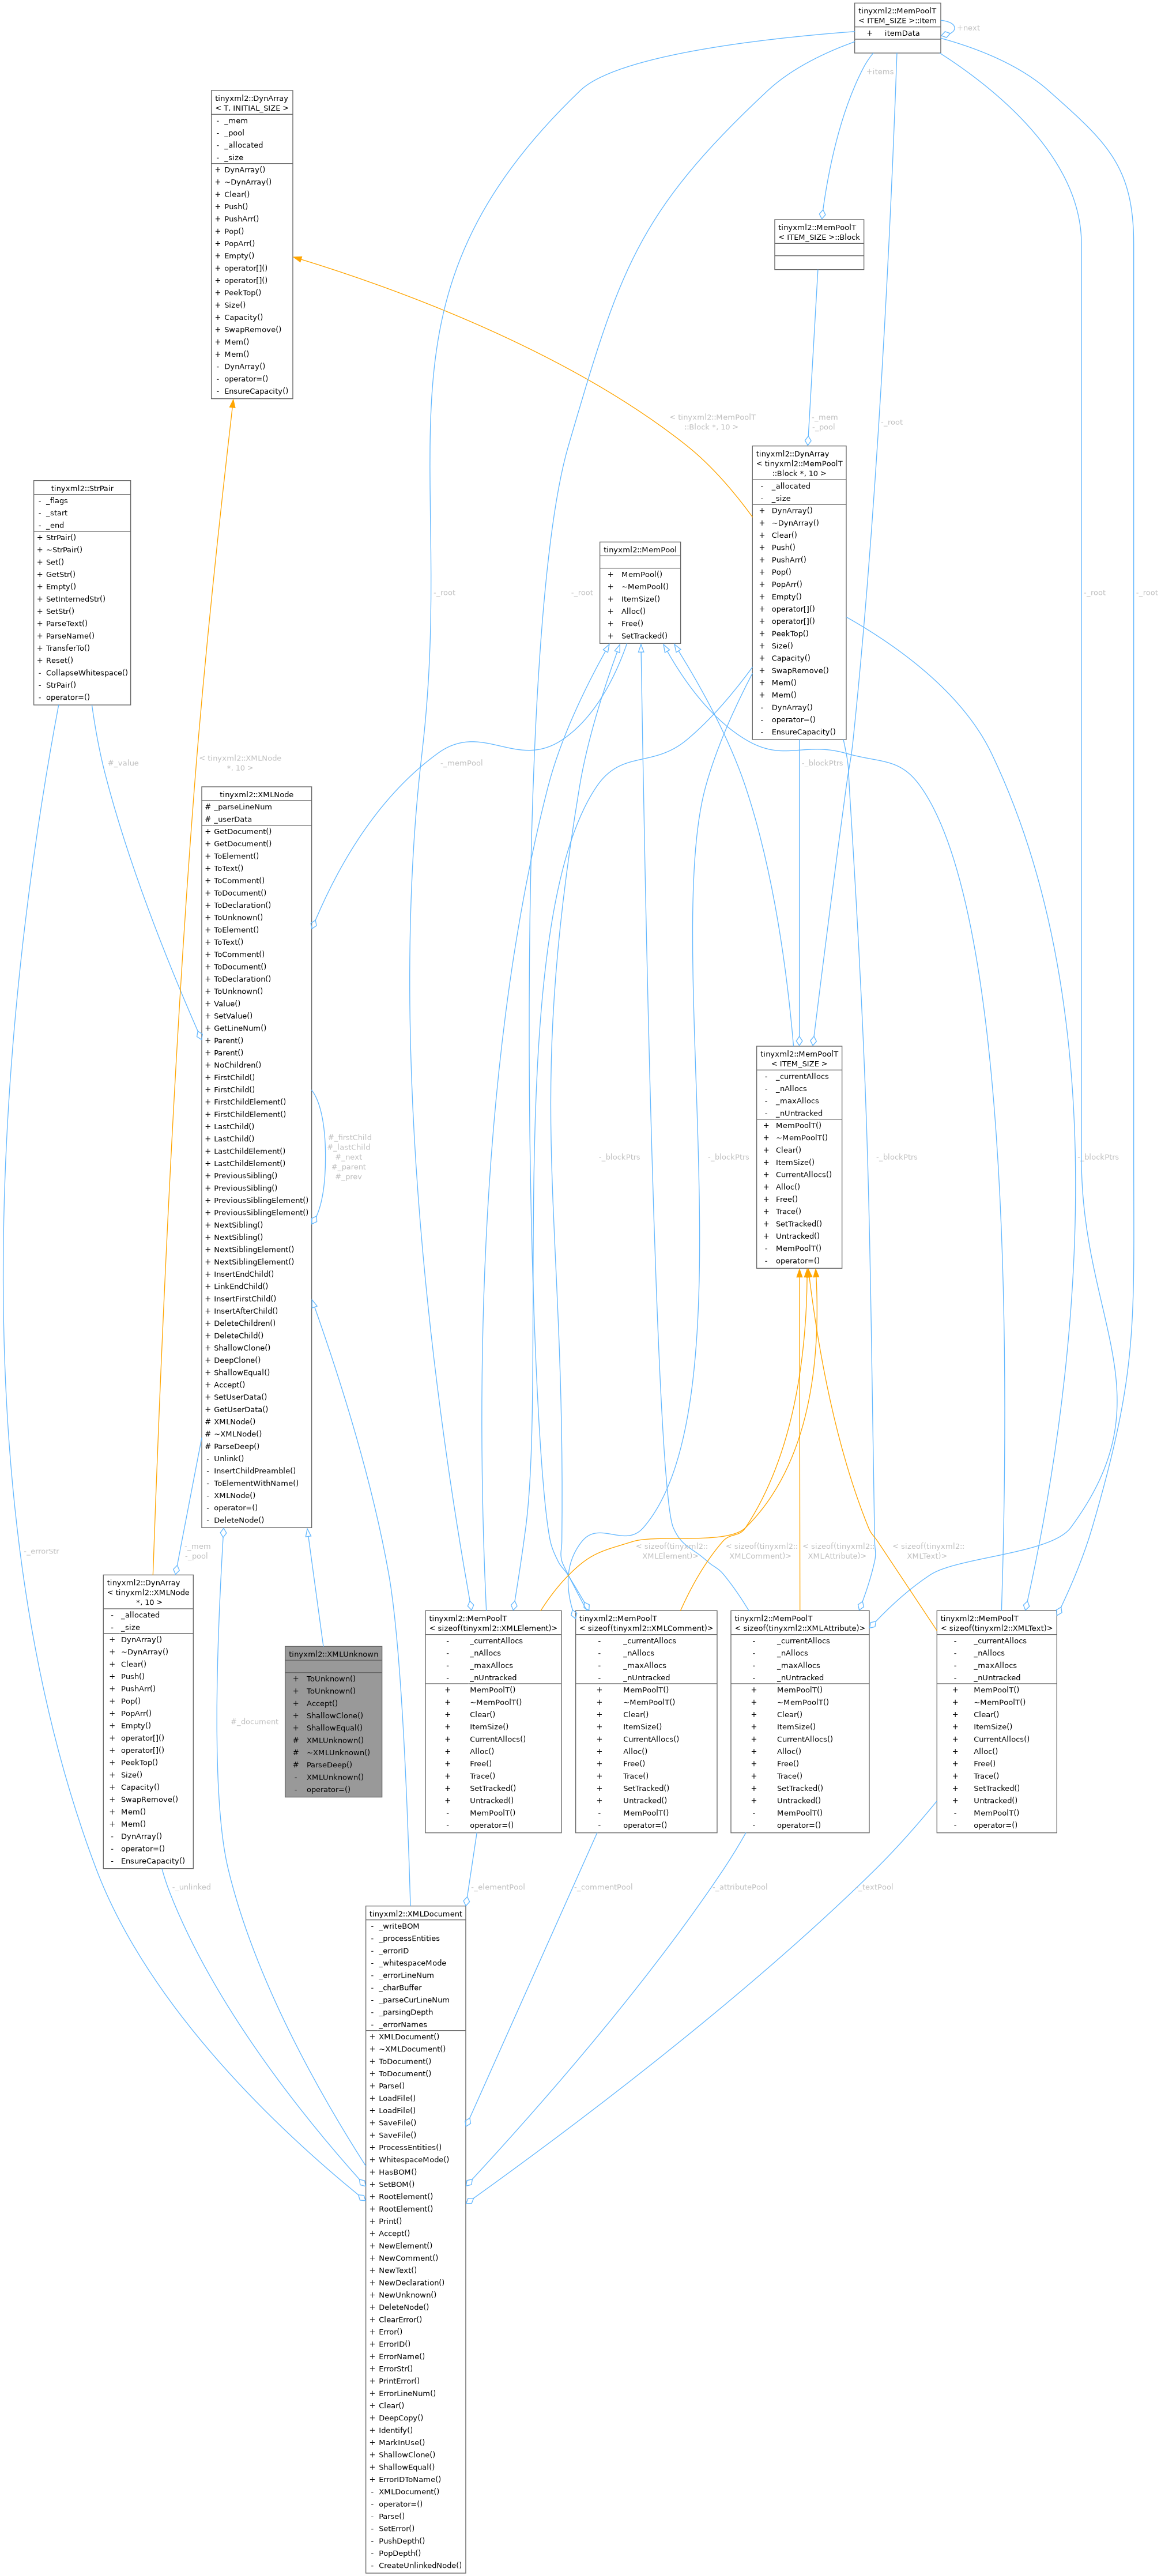 tinyxml2::MemPoolT
< ITEM_SIZE >::Item
+ itemData
+next
+items
tinyxml2::DynArray
< T, INITIAL_SIZE >
- _mem
- _pool
- _allocated
- _size
+ DynArray()
+ ~DynArray()
+ Clear()
+ Push()
+ PushArr()
+ Pop()
+ PopArr()
+ Empty()
+ operator[]()
+ operator[]()
+ PeekTop()
+ Size()
+ Capacity()
+ SwapRemove()
+ Mem()
+ Mem()
- DynArray()
- operator=()
- EnsureCapacity()
tinyxml2::MemPoolT
< ITEM_SIZE >::Block
< tinyxml2::MemPoolT
::Block *, 10 >
-_mem
-_pool
-_root
tinyxml2::DynArray
< tinyxml2::MemPoolT
::Block *, 10 >
- _allocated
- _size
+ DynArray()
+ ~DynArray()
+ Clear()
+ Push()
+ PushArr()
+ Pop()
+ PopArr()
+ Empty()
+ operator[]()
+ operator[]()
+ PeekTop()
+ Size()
+ Capacity()
+ SwapRemove()
+ Mem()
+ Mem()
- DynArray()
- operator=()
- EnsureCapacity()
tinyxml2::StrPair
- _flags
- _start
- _end
+ StrPair()
+ ~StrPair()
+ Set()
+ GetStr()
+ Empty()
+ SetInternedStr()
+ SetStr()
+ ParseText()
+ ParseName()
+ TransferTo()
+ Reset()
- CollapseWhitespace()
- StrPair()
- operator=()
tinyxml2::MemPool
+ MemPool()
+ ~MemPool()
+ ItemSize()
+ Alloc()
+ Free()
+ SetTracked()
-_root
-_root
-_root
-_root
#_value
< tinyxml2::XMLNode
*, 10 >
-_memPool
-_blockPtrs
tinyxml2::XMLNode
# _parseLineNum
# _userData
+ GetDocument()
+ GetDocument()
+ ToElement()
+ ToText()
+ ToComment()
+ ToDocument()
+ ToDeclaration()
+ ToUnknown()
+ ToElement()
+ ToText()
+ ToComment()
+ ToDocument()
+ ToDeclaration()
+ ToUnknown()
+ Value()
+ SetValue()
+ GetLineNum()
+ Parent()
+ Parent()
+ NoChildren()
+ FirstChild()
+ FirstChild()
+ FirstChildElement()
+ FirstChildElement()
+ LastChild()
+ LastChild()
+ LastChildElement()
+ LastChildElement()
+ PreviousSibling()
+ PreviousSibling()
+ PreviousSiblingElement()
+ PreviousSiblingElement()
+ NextSibling()
+ NextSibling()
+ NextSiblingElement()
+ NextSiblingElement()
+ InsertEndChild()
+ LinkEndChild()
+ InsertFirstChild()
+ InsertAfterChild()
+ DeleteChildren()
+ DeleteChild()
+ ShallowClone()
+ DeepClone()
+ ShallowEqual()
+ Accept()
+ SetUserData()
+ GetUserData()
# XMLNode()
# ~XMLNode()
# ParseDeep()
- Unlink()
- InsertChildPreamble()
- ToElementWithName()
- XMLNode()
- operator=()
- DeleteNode()
#_firstChild
#_lastChild
#_next
#_parent
#_prev
tinyxml2::MemPoolT
< ITEM_SIZE >
- _currentAllocs
- _nAllocs
- _maxAllocs
- _nUntracked
+ MemPoolT()
+ ~MemPoolT()
+ Clear()
+ ItemSize()
+ CurrentAllocs()
+ Alloc()
+ Free()
+ Trace()
+ SetTracked()
+ Untracked()
- MemPoolT()
- operator=()
-_blockPtrs
-_blockPtrs
-_blockPtrs
-_blockPtrs
-_errorStr
-_mem
-_pool
< sizeof(tinyxml2::
XMLElement)>
< sizeof(tinyxml2::
XMLComment)>
< sizeof(tinyxml2::
XMLAttribute)>
< sizeof(tinyxml2::
XMLText)>
tinyxml2::DynArray
< tinyxml2::XMLNode
*, 10 >
- _allocated
- _size
+ DynArray()
+ ~DynArray()
+ Clear()
+ Push()
+ PushArr()
+ Pop()
+ PopArr()
+ Empty()
+ operator[]()
+ operator[]()
+ PeekTop()
+ Size()
+ Capacity()
+ SwapRemove()
+ Mem()
+ Mem()
- DynArray()
- operator=()
- EnsureCapacity()
#_document
tinyxml2::XMLUnknown
+ ToUnknown()
+ ToUnknown()
+ Accept()
+ ShallowClone()
+ ShallowEqual()
# XMLUnknown()
# ~XMLUnknown()
# ParseDeep()
- XMLUnknown()
- operator=()
tinyxml2::MemPoolT
< sizeof(tinyxml2::XMLElement)>
- _currentAllocs
- _nAllocs
- _maxAllocs
- _nUntracked
+ MemPoolT()
+ ~MemPoolT()
+ Clear()
+ ItemSize()
+ CurrentAllocs()
+ Alloc()
+ Free()
+ Trace()
+ SetTracked()
+ Untracked()
- MemPoolT()
- operator=()
tinyxml2::MemPoolT
< sizeof(tinyxml2::XMLComment)>
- _currentAllocs
- _nAllocs
- _maxAllocs
- _nUntracked
+ MemPoolT()
+ ~MemPoolT()
+ Clear()
+ ItemSize()
+ CurrentAllocs()
+ Alloc()
+ Free()
+ Trace()
+ SetTracked()
+ Untracked()
- MemPoolT()
- operator=()
tinyxml2::MemPoolT
< sizeof(tinyxml2::XMLAttribute)>
- _currentAllocs
- _nAllocs
- _maxAllocs
- _nUntracked
+ MemPoolT()
+ ~MemPoolT()
+ Clear()
+ ItemSize()
+ CurrentAllocs()
+ Alloc()
+ Free()
+ Trace()
+ SetTracked()
+ Untracked()
- MemPoolT()
- operator=()
tinyxml2::MemPoolT
< sizeof(tinyxml2::XMLText)>
- _currentAllocs
- _nAllocs
- _maxAllocs
- _nUntracked
+ MemPoolT()
+ ~MemPoolT()
+ Clear()
+ ItemSize()
+ CurrentAllocs()
+ Alloc()
+ Free()
+ Trace()
+ SetTracked()
+ Untracked()
- MemPoolT()
- operator=()
-_unlinked
-_elementPool
-_commentPool
-_attributePool
-_textPool
tinyxml2::XMLDocument
- _writeBOM
- _processEntities
- _errorID
- _whitespaceMode
- _errorLineNum
- _charBuffer
- _parseCurLineNum
- _parsingDepth
- _errorNames
+ XMLDocument()
+ ~XMLDocument()
+ ToDocument()
+ ToDocument()
+ Parse()
+ LoadFile()
+ LoadFile()
+ SaveFile()
+ SaveFile()
+ ProcessEntities()
+ WhitespaceMode()
+ HasBOM()
+ SetBOM()
+ RootElement()
+ RootElement()
+ Print()
+ Accept()
+ NewElement()
+ NewComment()
+ NewText()
+ NewDeclaration()
+ NewUnknown()
+ DeleteNode()
+ ClearError()
+ Error()
+ ErrorID()
+ ErrorName()
+ ErrorStr()
+ PrintError()
+ ErrorLineNum()
+ Clear()
+ DeepCopy()
+ Identify()
+ MarkInUse()
+ ShallowClone()
+ ShallowEqual()
+ ErrorIDToName()
- XMLDocument()
- operator=()
- Parse()
- SetError()
- PushDepth()
- PopDepth()
- CreateUnlinkedNode()